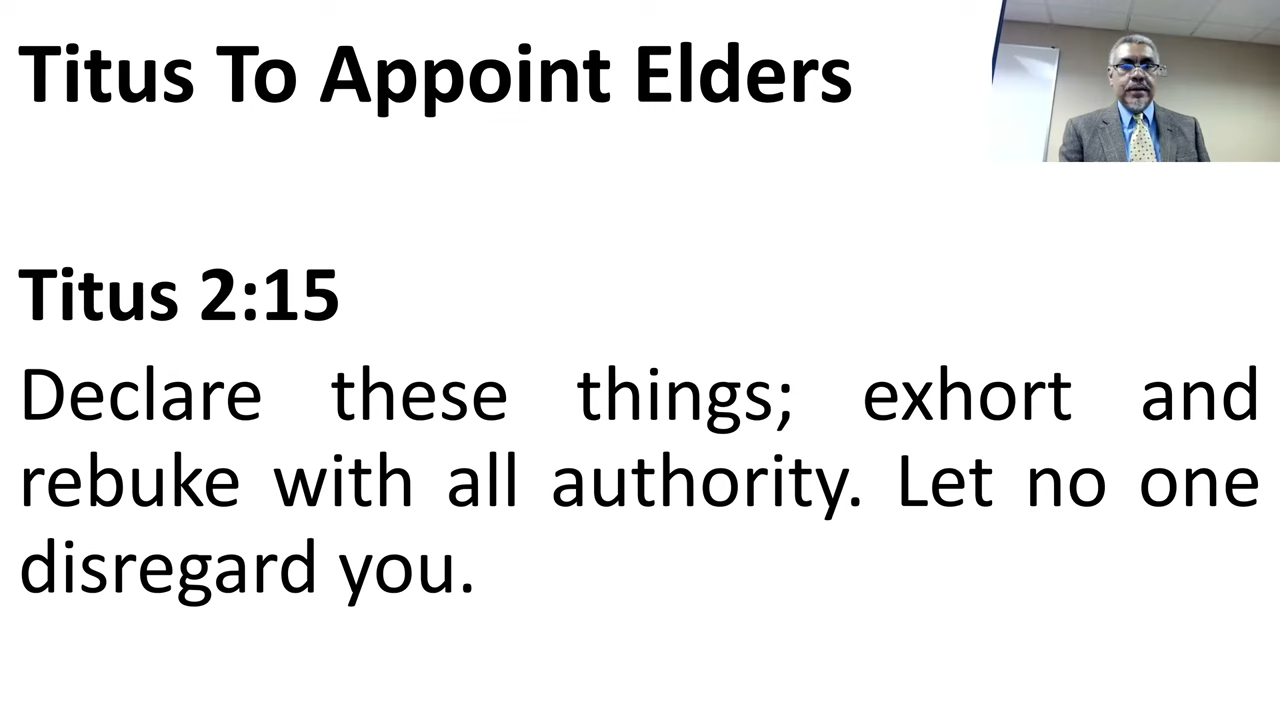 Titus To Appoint Elders
Titus 2:15
Declare these things; exhort and
rebuke with all authority. Let no one
disregard you.